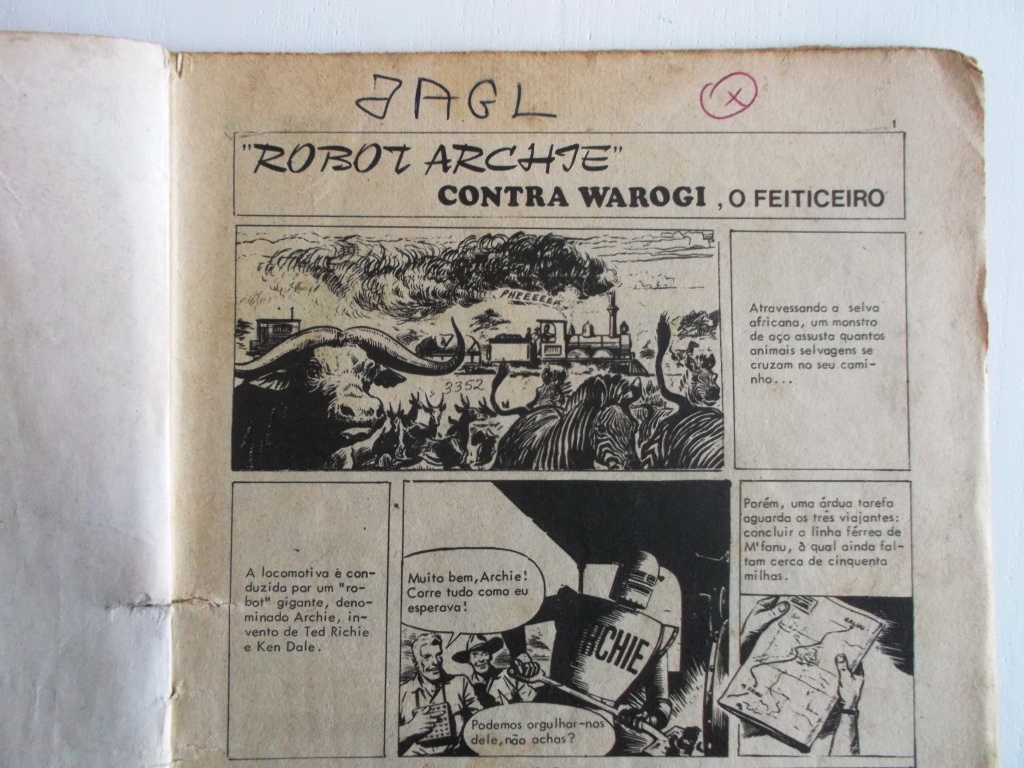 JAGL
X
1
"ROBOT ARCHIE"
CONTRA WAROGI, O FEITICEIRO
PHEEEEEE
3352
Atravessando a selva
africana, um monstro
de aço assusta quantos
animais selvagens se
cruzam no seu cami-
nho...
A locomotiva é con-
duzida por um "ro-
bot" gigante, deno-
minado Archie, in-
vento de Ted Richie
e Ken Dale.
Muito bem, Archie!
Corre tudo como eu
esperava!
ARCHIE
Podemos orgulhar-nos
dele, não achas?
Porém, uma árdua tarefa
aguarda os três viajantes:
concluir a linha férrea de
M'fanu, à qual ainda fal-
tam cerca de cinquenta
milhas.